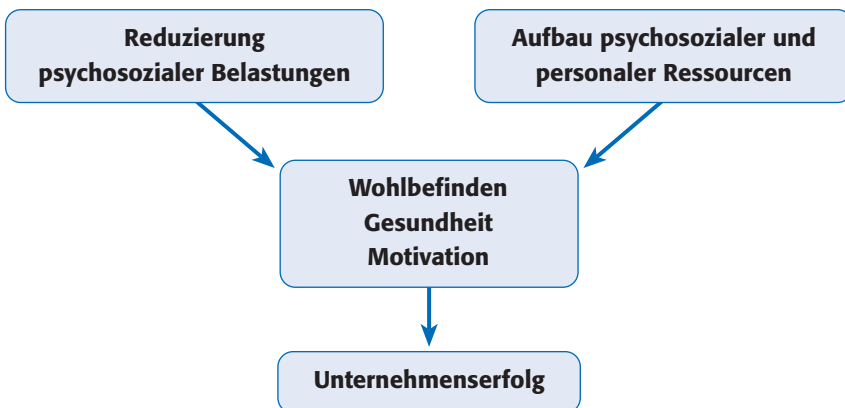 Reduzierung
psychosozialer Belastungen
Aufbau psychosozialer und
personaler Ressourcen
Wohlbefinden
Gesundheit
Motivation
Unternehmenserfolg